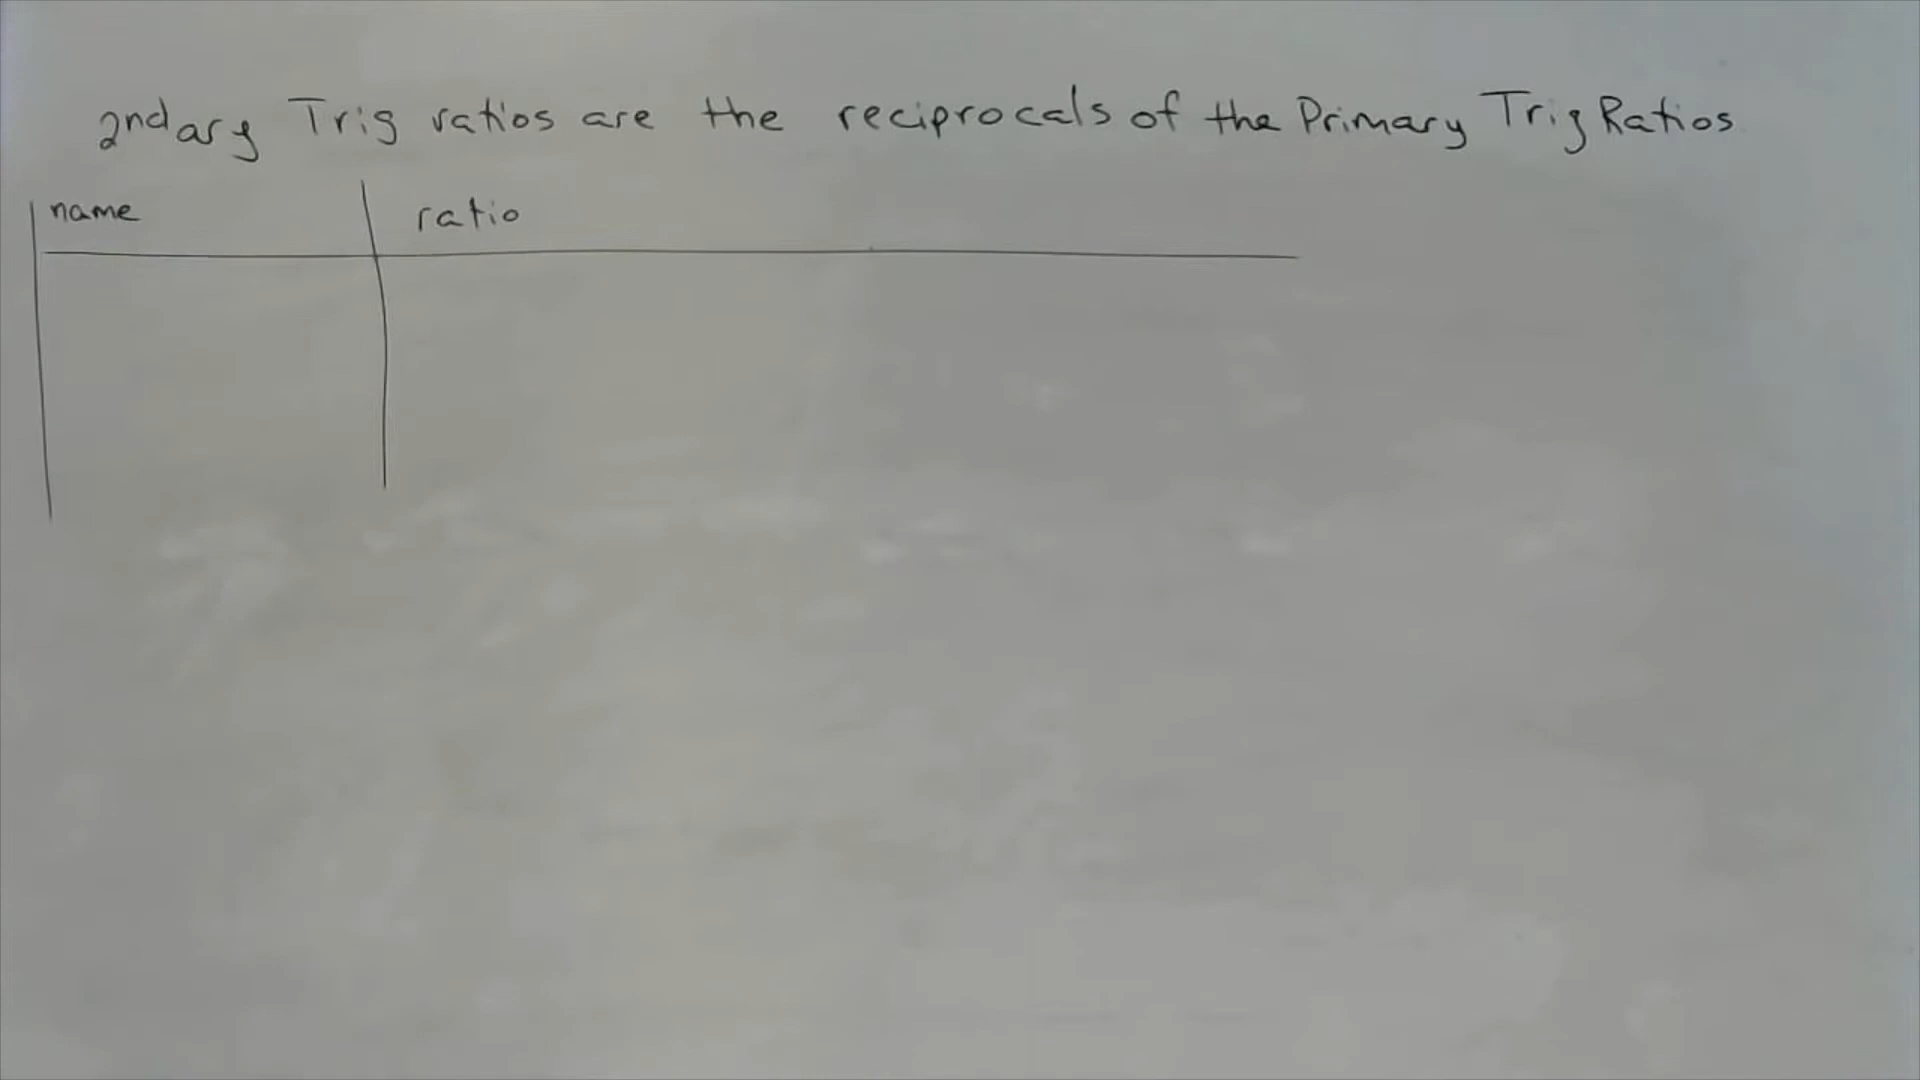 2ndary Trig ratios are the reciprocals of the Primary Trig Ratios
name ratio